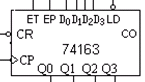 ET EP D0 D1 D2 D3 LD
CR CO
74163
CP
Q0 Q1 Q2 Q3